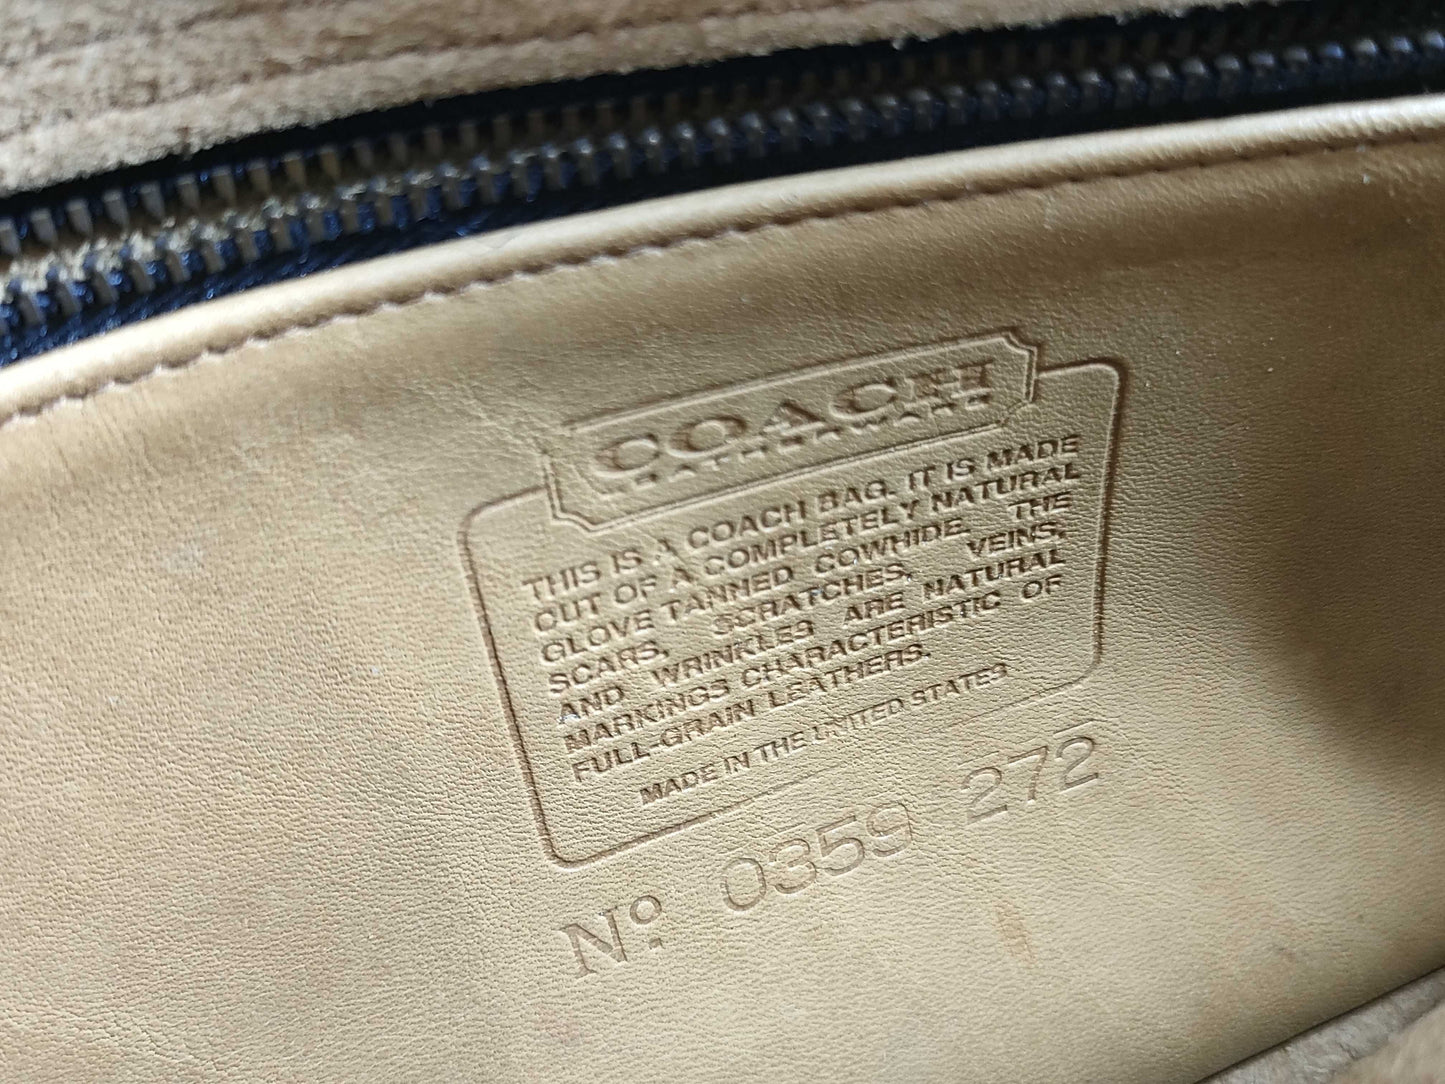 COACH
LEATHERWARE
THIS IS A COACH BAG. IT IS MADE
OUT OF A COMPLETELY NATURAL
GLOVE TANNED COWHIDE. THE
SCARS, SCRATCHES, VEINS,
AND WRINKLES ARE NATURAL
MARKINGS CHARACTERISTIC OF
FULL-GRAIN LEATHERS.
MADE IN THE UNITED STATES
No. 0359 272